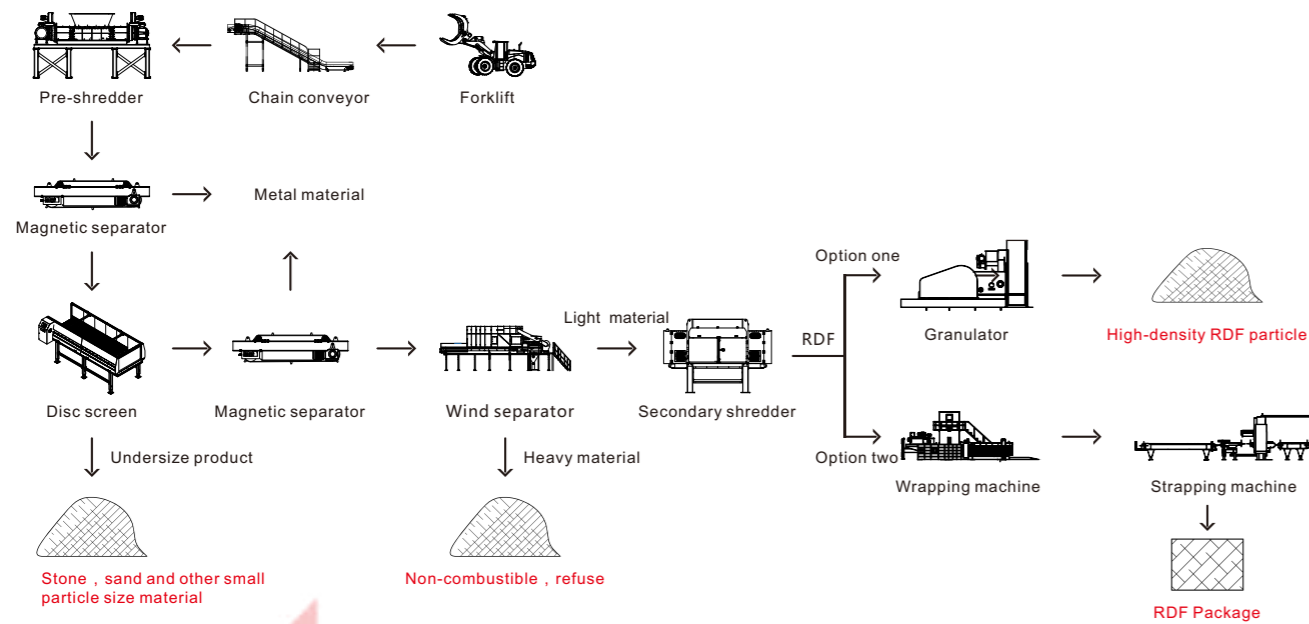 Pre-shredder
Chain conveyor
Forklift
Magnetic separator
Metal material
Disc screen
Magnetic separator
Wind separator
Light material
Secondary shredder
RDF
Option one
Granulator
High-density RDF particle
Option two
Wrapping machine
Strapping machine
RDF Package
Undersize product
Stone , sand and other small
particle size material
Heavy material
Non-combustible , refuse